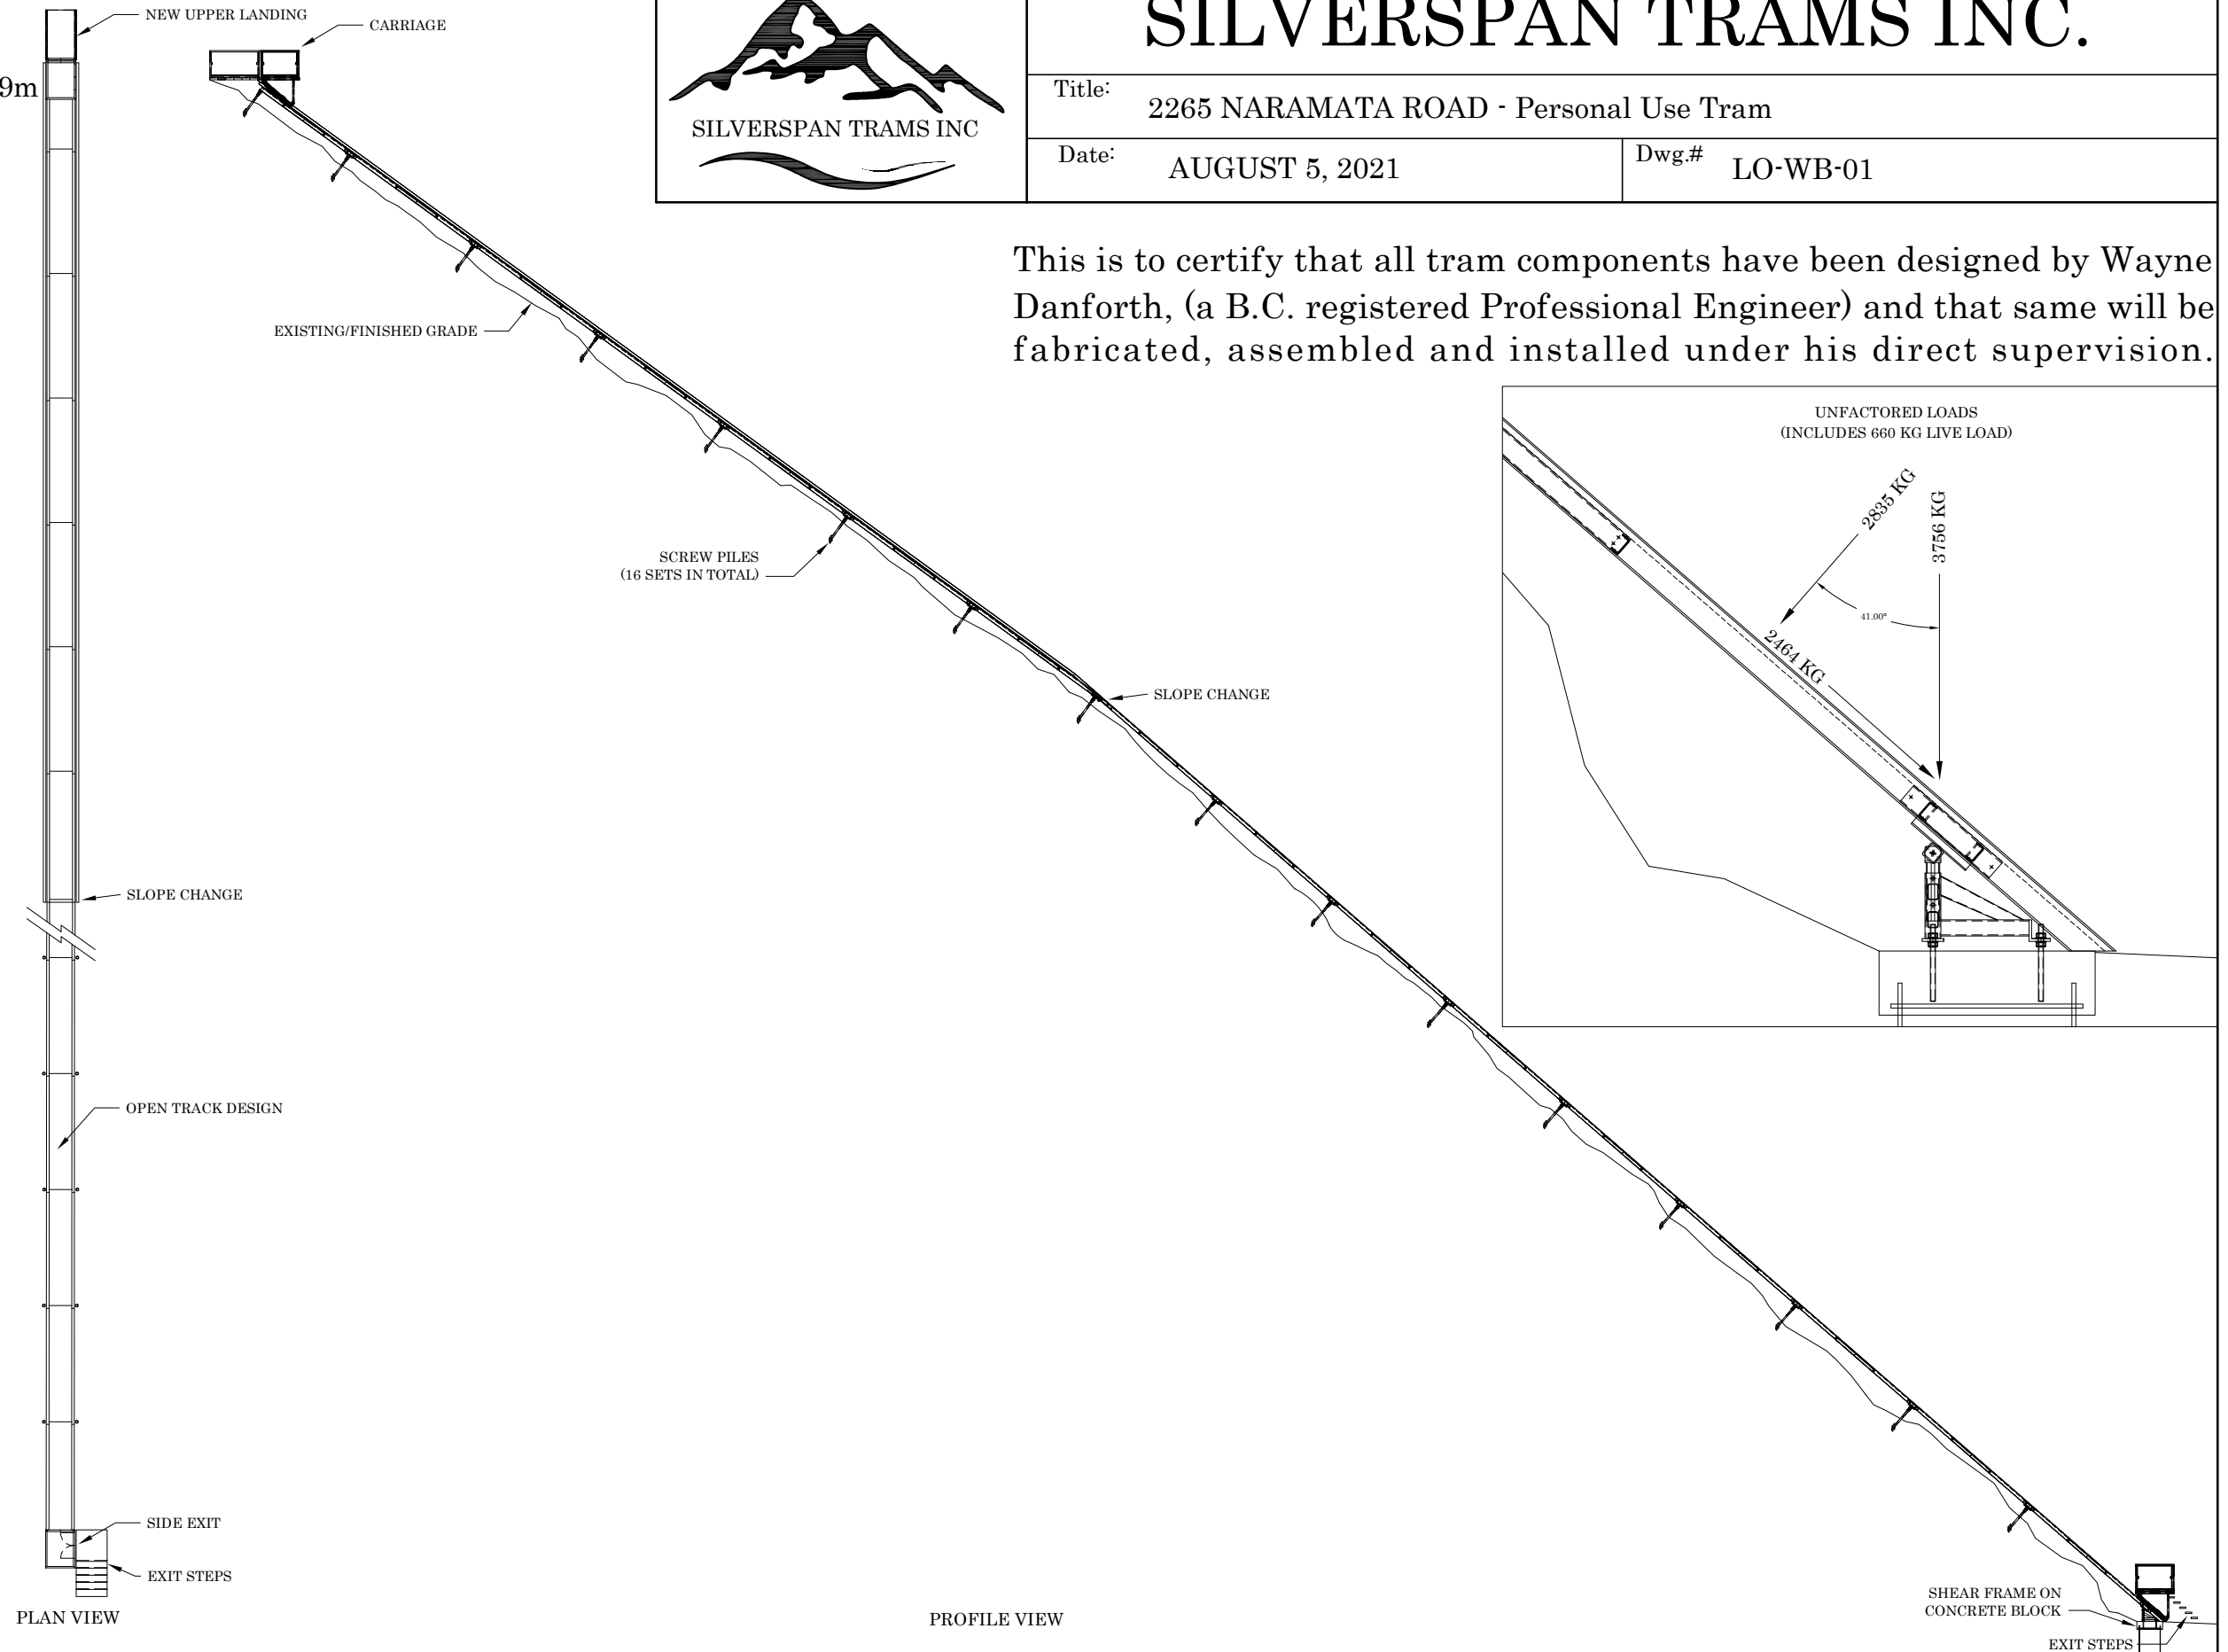 NEW UPPER LANDING
CARRIAGE
9m
SILVERSPAN TRAMS INC.
SILVERSPAN TRAMS INC
Title:
2265 NARAMATA ROAD - Personal Use Tram
Date:
AUGUST 5, 2021
Dwg.#
LO-WB-01
This is to certify that all tram components have been designed by Wayne
Danforth, (a B.C. registered Professional Engineer) and that same will be
fabricated, assembled and installed under his direct supervision.
EXISTING/FINISHED GRADE
UNFACTORED LOADS
(INCLUDES 660 KG LIVE LOAD)
2835 KG
3756 KG
41.00°
2464 KG
SCREW PILES
(16 SETS IN TOTAL)
SLOPE CHANGE
SLOPE CHANGE
OPEN TRACK DESIGN
SIDE EXIT
EXIT STEPS
PLAN VIEW
PROFILE VIEW
SHEAR FRAME ON
CONCRETE BLOCK
EXIT STEPS